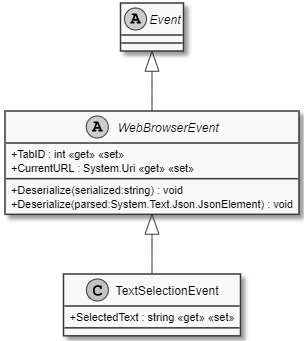 A Event
A WebBrowserEvent
+TabID : int «get» «set»
+CurrentURL : System.Uri «get» «set»
+Deserialize(serialized:string) : void
+Deserialize(parsed:System.Text.Json.JsonElement) : void
C TextSelectionEvent
+SelectedText : string «get» «set»